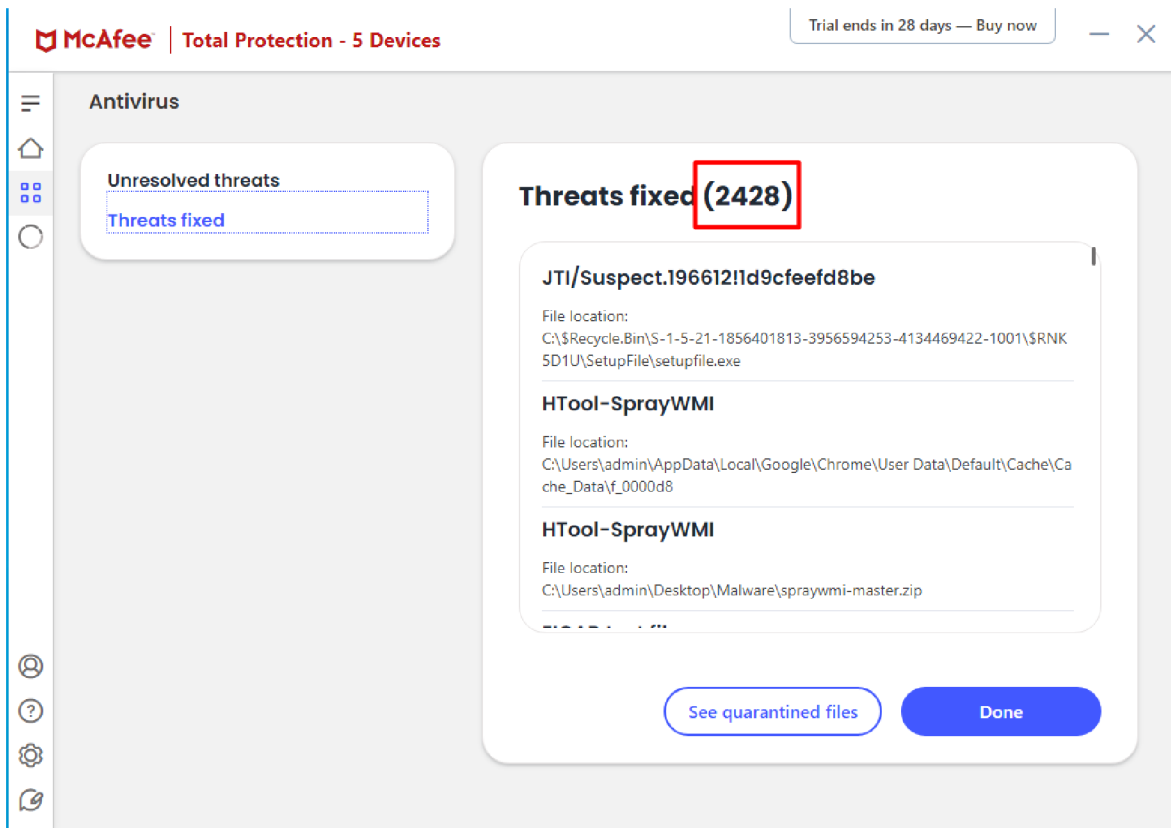 McAfee Total Protection - 5 Devices
Trial ends in 28 days — Buy now
Antivirus
Unresolved threats
Threats fixed
Threats fixed (2428)
JTI/Suspect.196612!1d9cfeefd8be
File location:
C:\$Recycle.Bin\S-1-5-21-1856401813-3956594253-4134469422-1001\$RNK
5D1U\SetupFile\setupfile.exe
HTool-SprayWMI
File location:
C:\Users\admin\AppData\Local\Google\Chrome\User Data\Default\Cache\Ca
che_Data\f_0000d8
HTool-SprayWMI
File location:
C:\Users\admin\Desktop\Malware\spraywmi-master.zip
See quarantined files
Done